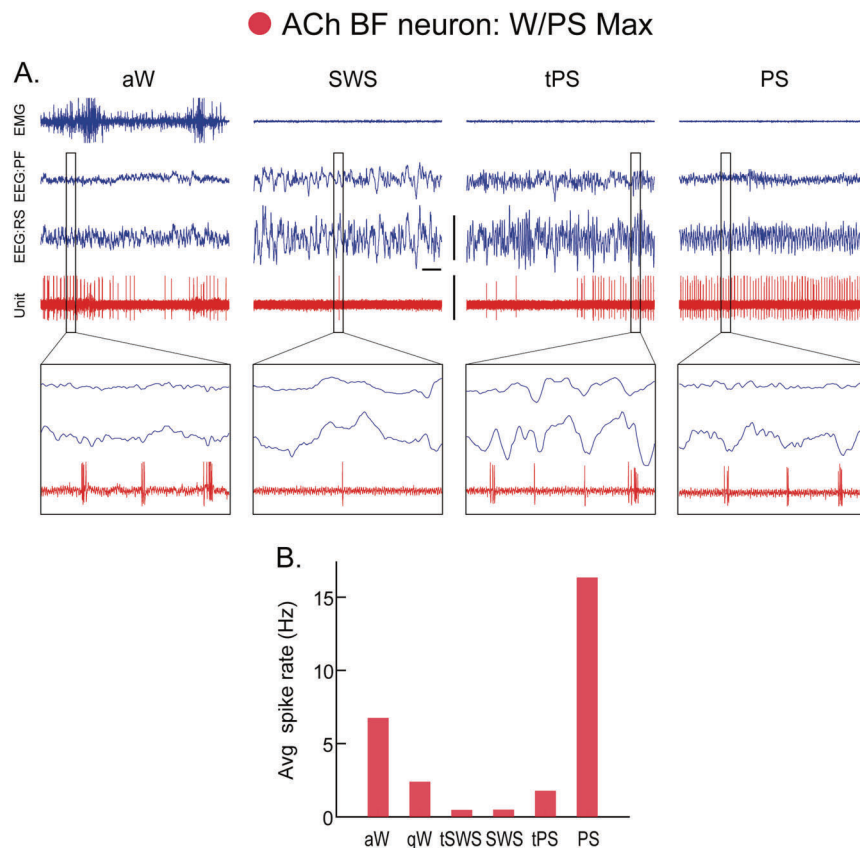 ACh BF neuron: W/PS Max
A.
aW SWS tPS PS
EMG
EEG:PF
EEG:RS
Unit
B.
Avg spike rate (Hz)
15
10
5
0
aW qW tSWS SWS tPS PS